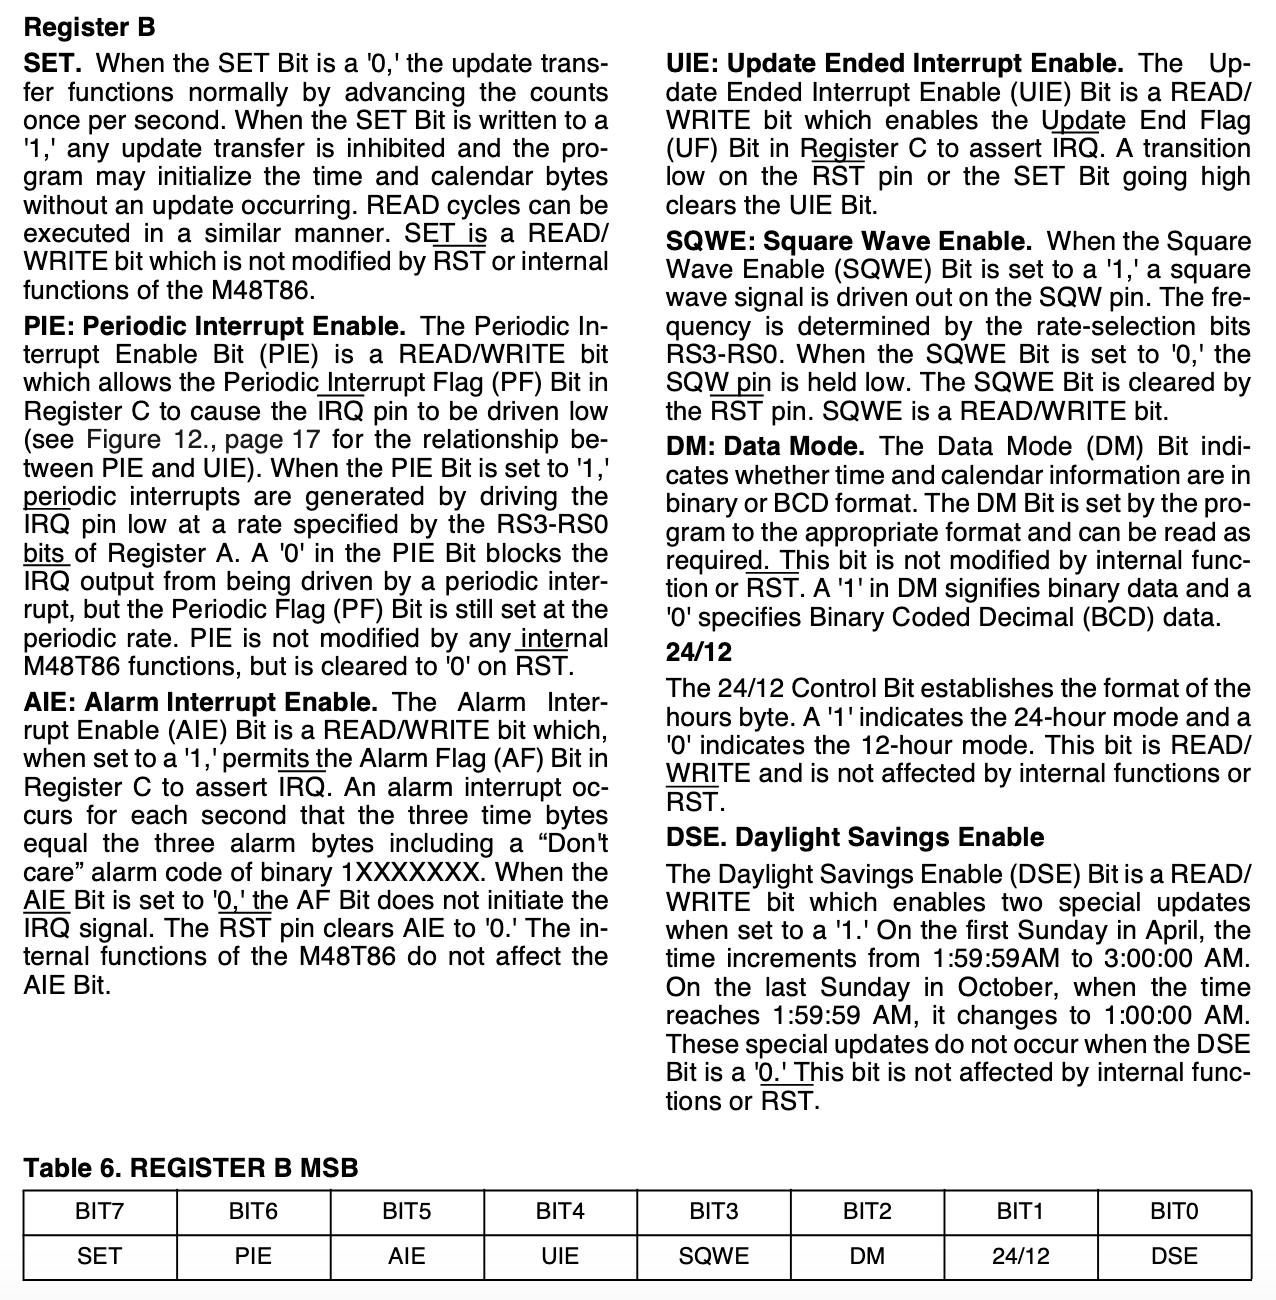 Register B
SET. When the SET Bit is a '0,' the update trans-
fer functions normally by advancing the counts
once per second. When the SET Bit is written to a
'1,' any update transfer is inhibited and the pro-
gram may initialize the time and calendar bytes
without an update occurring. READ cycles can be
executed in a similar manner. SET is a READ/
WRITE bit which is not modified by RST or internal
functions of the M48T86.
PIE: Periodic Interrupt Enable. The Periodic In-
terrupt Enable Bit (PIE) is a READ/WRITE bit
which allows the Periodic Interrupt Flag (PF) Bit in
Register C to cause the IRQ pin to be driven low
(see Figure 12., page 17 for the relationship be-
tween PIE and UIE). When the PIE Bit is set to '1,'
periodic interrupts are generated by driving the
IRQ pin low at a rate specified by the RS3-RS0
bits of Register A. A '0' in the PIE Bit blocks the
IRQ output from being driven by a periodic inter-
rupt, but the Periodic Flag (PF) Bit is still set at the
periodic rate. PIE is not modified by any internal
M48T86 functions, but is cleared to '0' on RST.
AIE: Alarm Interrupt Enable. The Alarm Inter-
rupt Enable (AIE) Bit is a READ/WRITE bit which,
when set to a '1,' permits the Alarm Flag (AF) Bit in
Register C to assert IRQ. An alarm interrupt oc-
curs for each second that the three time bytes
equal the three alarm bytes including a “Don't
care” alarm code of binary 1XXXXXXX. When the
AIE Bit is set to '0,' the AF Bit does not initiate the
IRQ signal. The RST pin clears AIE to '0.' The in-
ternal functions of the M48T86 do not affect the
AIE Bit.
UIE: Update Ended Interrupt Enable. The Up-
date Ended Interrupt Enable (UIE) Bit is a READ/
WRITE bit which enables the Update End Flag
(UF) Bit in Register C to assert IRQ. A transition
low on the RST pin or the SET Bit going high
clears the UIE Bit.
SQWE: Square Wave Enable. When the Square
Wave Enable (SQWE) Bit is set to a '1,' a square
wave signal is driven out on the SQW pin. The fre-
quency is determined by the rate-selection bits
RS3-RS0. When the SQWE Bit is set to '0,' the
SQW pin is held low. The SQWE Bit is cleared by
the RST pin. SQWE is a READ/WRITE bit.
DM: Data Mode. The Data Mode (DM) Bit indi-
cates whether time and calendar information are in
binary or BCD format. The DM Bit is set by the pro-
gram to the appropriate format and can be read as
required. This bit is not modified by internal func-
tion or RST. A '1' in DM signifies binary data and a
'0' specifies Binary Coded Decimal (BCD) data.
24/12
The 24/12 Control Bit establishes the format of the
hours byte. A '1' indicates the 24-hour mode and a
'0' indicates the 12-hour mode. This bit is READ/
WRITE and is not affected by internal functions or
RST.
DSE. Daylight Savings Enable
The Daylight Savings Enable (DSE) Bit is a READ/
WRITE bit which enables two special updates
when set to a '1.' On the first Sunday in April, the
time increments from 1:59:59AM to 3:00:00 AM.
On the last Sunday in October, when the time
reaches 1:59:59 AM, it changes to 1:00:00 AM.
These special updates do not occur when the DSE
Bit is a '0.' This bit is not affected by internal func-
tions or RST.
Table 6. REGISTER B MSB
BIT7 BIT6 BIT5 BIT4 BIT3 BIT2 BIT1 BIT0
SET PIE AIE UIE SQWE DM 24/12 DSE